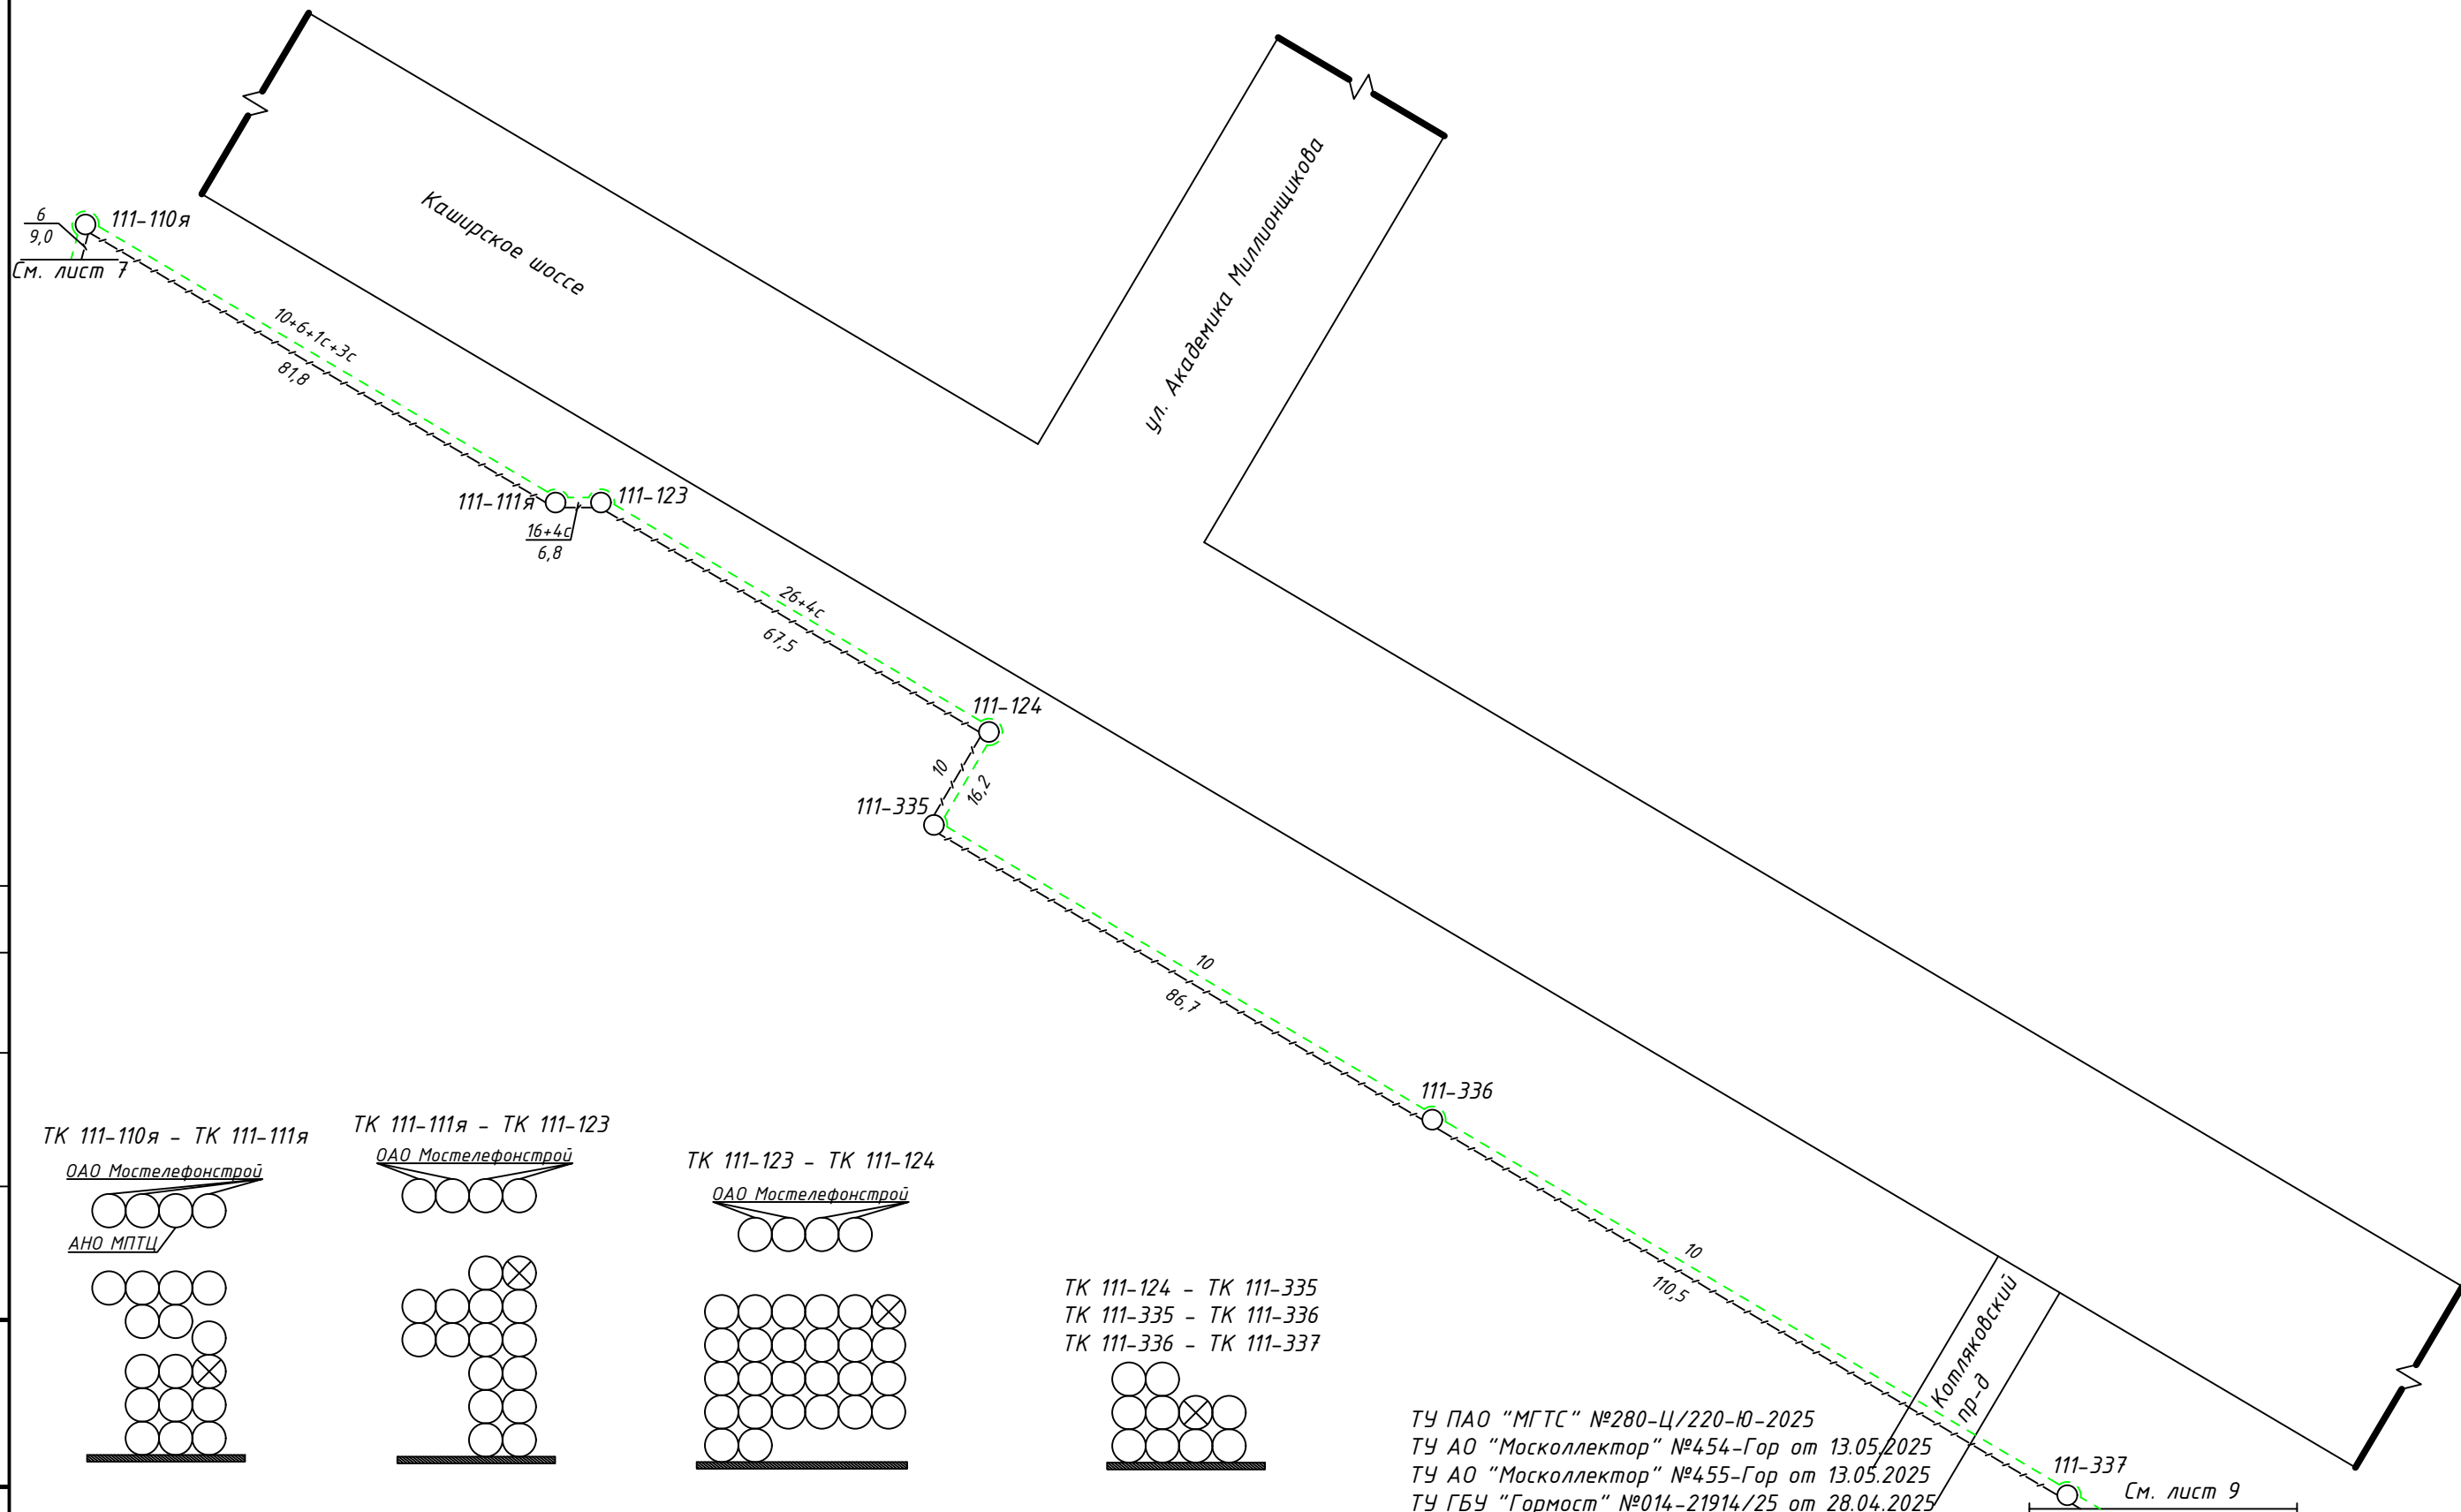 Каширское шоссе
ул. Академика Миллионщикова
6
9,0
111-110я
См. лист 7
10+6+1с+3с
81,8
111-111я
111-123
16+4с
6,8
26+4с
67,5
111-124
10
16,2
111-335
10
86,7
111-336
10
110,5
Котляковский
пр-д
111-337
См. лист 9
ТК 111-110я - ТК 111-111я
ОАО Мостелефонстрой
АНО МПТЦ
ТК 111-111я - ТК 111-123
ОАО Мостелефонстрой
ТК 111-123 - ТК 111-124
ОАО Мостелефонстрой
ТК 111-124 - ТК 111-335
ТК 111-335 - ТК 111-336
ТК 111-336 - ТК 111-337
ТУ ПАО "МГТС" №280-Ц/220-Ю-2025
ТУ АО "Москоллектор" №454-Гор от 13.05.2025
ТУ АО "Москоллектор" №455-Гор от 13.05.2025
ТУ ГБУ "Гормост" №014-21914/25 от 28.04.2025